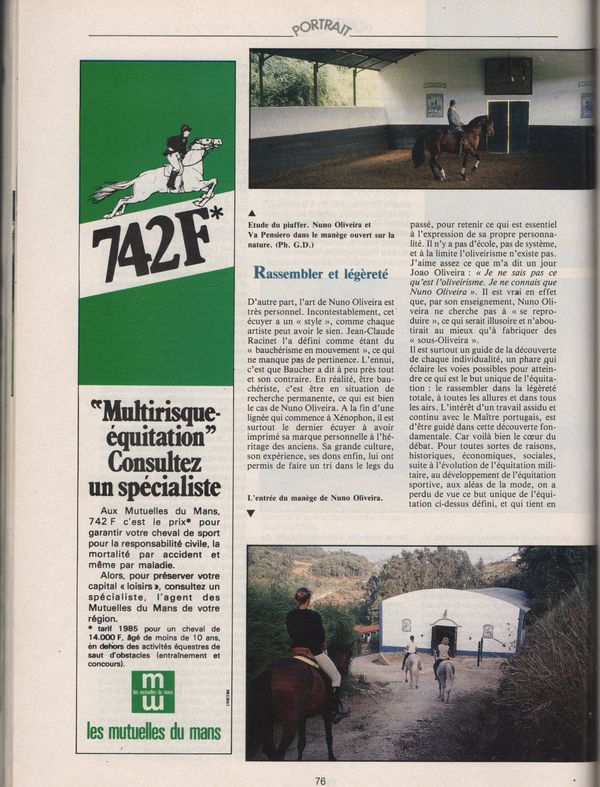 PORTRAIT
742F*
"Multirisque-
équitation"
Consultez
un spécialiste
Aux Mutuelles du Mans,
742 F c'est le prix* pour
garantir votre cheval de sport
pour la responsabilité civile, la
mortalité par accident et
même par maladie.
Alors, pour préserver votre
capital « loisirs », consultez un
spécialiste, l'agent des
Mutuelles du Mans de votre
région.
* tarif 1985 pour un cheval de
14.000 F, âgé de moins de 10 ans,
en dehors des activités équestres de
saut d'obstacles (entraînement et
concours).
les mutuelles du mans
les mutuelles du mans
Etude du piaffer. Nuno Oliveira et
Va Pensiero dans le manège ouvert sur la
nature. (Ph. G.D.)
Rassembler et légèreté
D'autre part, l'art de Nuno Oliveira est
très personnel. Incontestablement, cet
écuyer a un « style », comme chaque
artiste peut avoir le sien. Jean-Claude
Racinet l'a défini comme étant du
« bauchérisme en mouvement », ce qui
ne manque pas de pertinence. L'ennui,
c'est que Baucher a dit à peu près tout
et son contraire. En réalité, être bau-
chériste, c'est être en situation de
recherche permanente, ce qui est bien
le cas de Nuno Oliveira. A la fin d'une
lignée qui commence à Xénophon, il est
surtout le dernier écuyer à avoir
imprimé sa marque personnelle à l'hé-
ritage des anciens. Sa grande culture,
son expérience, ses dons enfin, lui ont
permis de faire un tri dans le legs du
L'entrée du manège de Nuno Oliveira.
passé, pour retenir ce qui est essentiel
à l'expression de sa propre personna-
lité. Il n'y a pas d'école, pas de système,
et à la limite l'oliveirisme n'existe pas.
J'aime assez ce que m'a dit un jour
Joao Oliveira : « Je ne sais pas ce
qu'est l'oliveirisme. Je ne connais que
Nuno Oliveira ». Il est vrai en effet
que, par son enseignement, Nuno Oli-
veira ne cherche pas à « se repro-
duire », ce qui serait illusoire et n'abou-
tirait au mieux qu'à fabriquer des
« sous-Oliveira ».
Il est surtout un guide de la découverte
de chaque individualité, un phare qui
éclaire les voies possibles pour attein-
dre ce qui est le but unique de l'équita-
tion : le rassembler dans la légèreté
totale, à toutes les allures et dans tous
les airs. L'intérêt d'un travail assidu et
continu avec le Maître portugais, est
d'être guidé dans cette découverte fon-
damentale. Car voilà bien le cœur du
débat. Pour toutes sortes de raisons,
historiques, économiques, sociales,
suite à l'évolution de l'équitation mili-
taire, au développement de l'équitation
sportive, aux aléas de la mode, on a
perdu de vue ce but unique de l'équi-
tation ci-dessus défini, et qui tient en
76